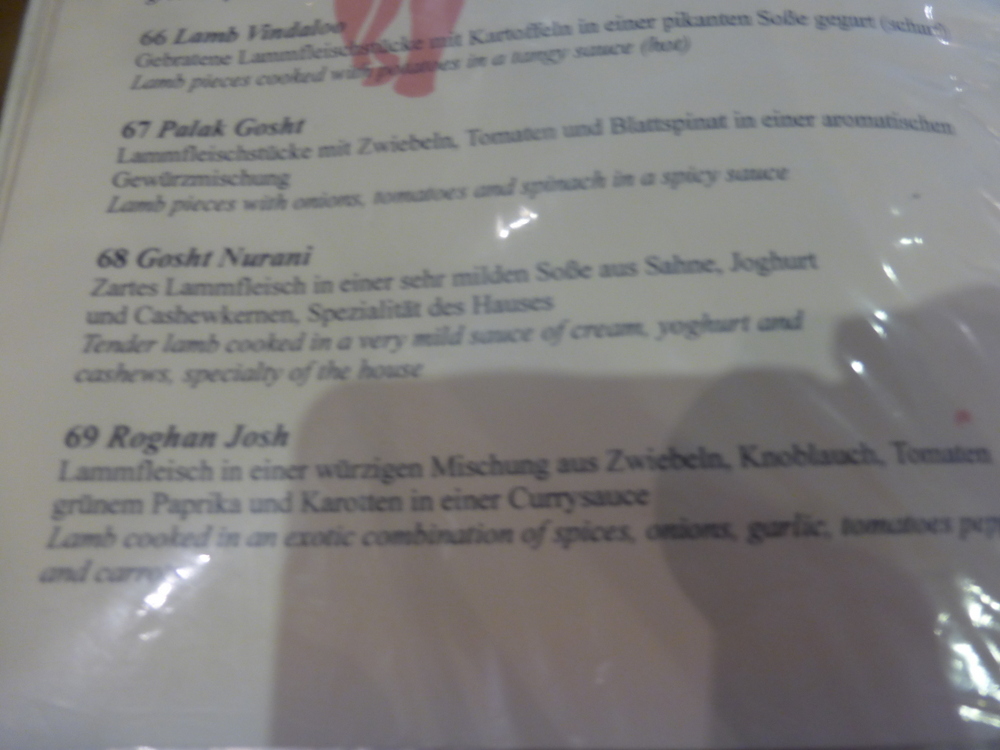 66 Lamb Vindaloo
Gebratene Lammfleischstücke mit Kartoffeln in einer pikanten Soße gegart (scharf)
Lamb pieces cooked with potatoes in a tangy sauce (hot)
67 Palak Gosht
Lammfleischstücke mit Zwiebeln, Tomaten und Blattspinat in einer aromatischen
Gewürzmischung
Lamb pieces with onions, tomatoes and spinach in a spicy sauce
68 Gosht Nurani
Zartes Lammfleisch in einer sehr milden Soße aus Sahne, Joghurt
und Cashewkernen, Spezialität des Hauses
Tender lamb cooked in a very mild sauce of cream, yoghurt and
cashews, specialty of the house
69 Roghan Josh
Lammfleisch in einer würzigen Mischung aus Zwiebeln, Knoblauch, Tomaten
grünem Paprika und Karotten in einer Currysauce
Lamb cooked in an exotic combination of spices, onions, garlic, tomatoes
and